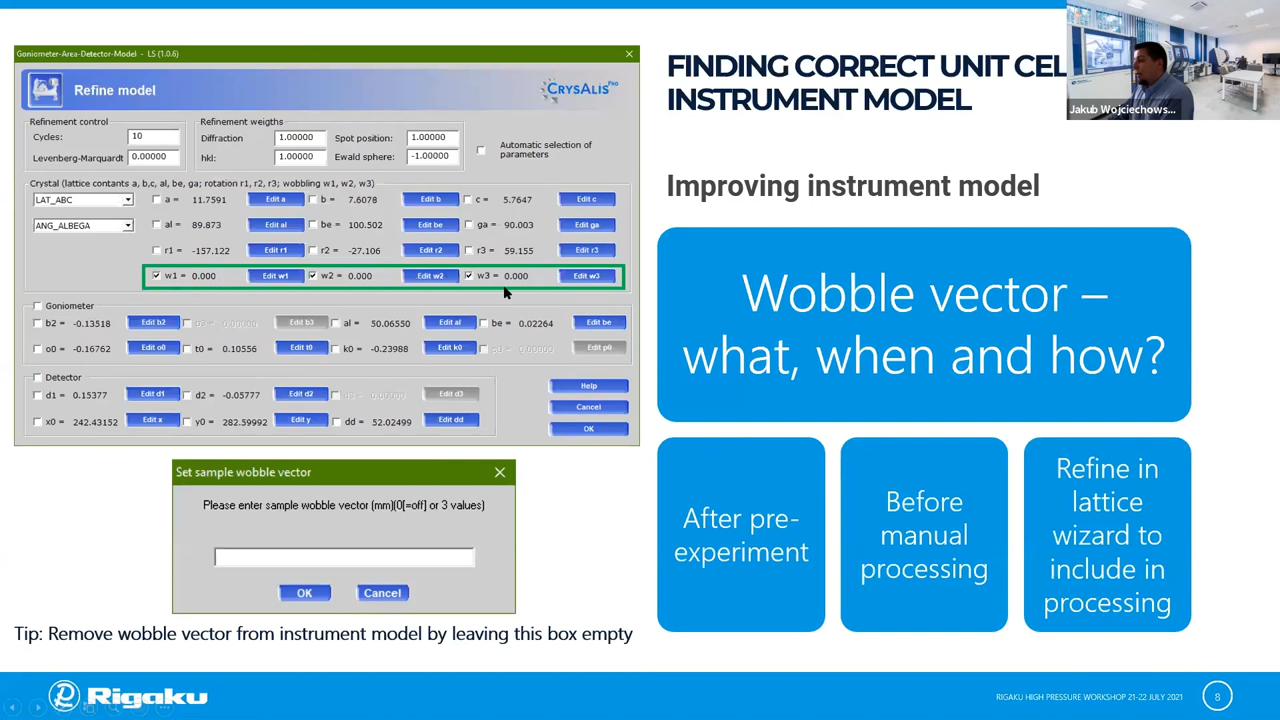 Goniometer-Area-Detector-Model - LS (1.0.6)
Refine model
CRYSALIS PRO
Refinement control
Cycles: 10
Levenberg-Marquardt 0.00000
Refinement weigths
Diffraction 1.00000 Spot position: 1.00000
hkl: 1.00000 Ewald sphere: -1.00000
Automatic selection of
parameters
Crystal (lattice contants a, b,c, al, be, ga; rotation r1, r2, r3; wobbling w1, w2, w3)
LAT_ABC a = 11.7591 Edit a b = 7.6078 Edit b c = 5.7647 Edit c
ANG_ALBEGA al = 89.873 Edit al be = 100.502 Edit be ga = 90.003 Edit ga
r1 = -157.122 Edit r1 r2 = -27.106 Edit r2 r3 = 59.155 Edit r3
w1 = 0.000 Edit w1 w2 = 0.000 Edit w2 w3 = 0.000 Edit w3
Goniometer
b2 = -0.13518 Edit b2 b3 = 0.00000 Edit b3 al = 50.06550 Edit al be = 0.02264 Edit be
o0 = -0.16762 Edit o0 t0 = 0.10556 Edit t0 k0 = -0.23988 Edit k0 p0 = 0.00000 Edit p0
Detector
d1 = 0.15377 Edit d1 d2 = -0.05777 Edit d2 d3 = 0.00000 Edit d3
x0 = 242.43152 Edit x y0 = 282.59992 Edit y dd = 52.02499 Edit dd
Help
Cancel
OK
Set sample wobble vector
Please enter sample wobble vector (mm)(0[=off] or 3 values)
OK Cancel
Tip: Remove wobble vector from instrument model by leaving this box empty
FINDING CORRECT UNIT CEL
INSTRUMENT MODEL
Jakub Wojciechows...
Improving instrument model
Wobble vector –
what, when and how?
After pre-
experiment
Before
manual
processing
Refine in
lattice
wizard to
include in
processing
Rigaku
RIGAKU HIGH PRESSURE WORKSHOP 21-22 JULY 2021
8